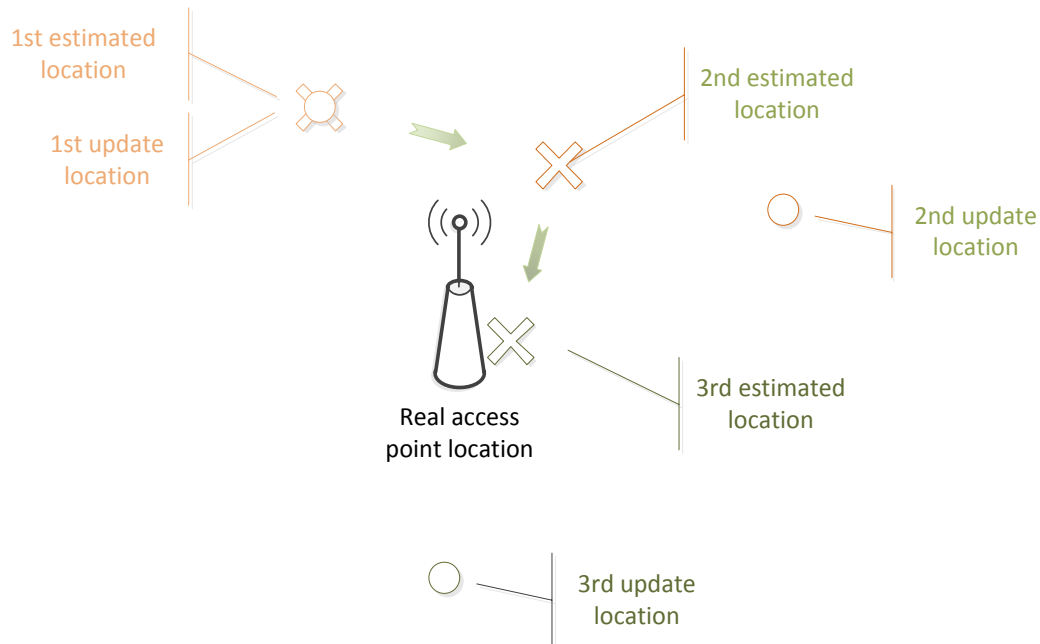 1st estimated
location
1st update
location
2nd estimated
location
2nd update
location
3rd estimated
location
Real access
point location
3rd update
location